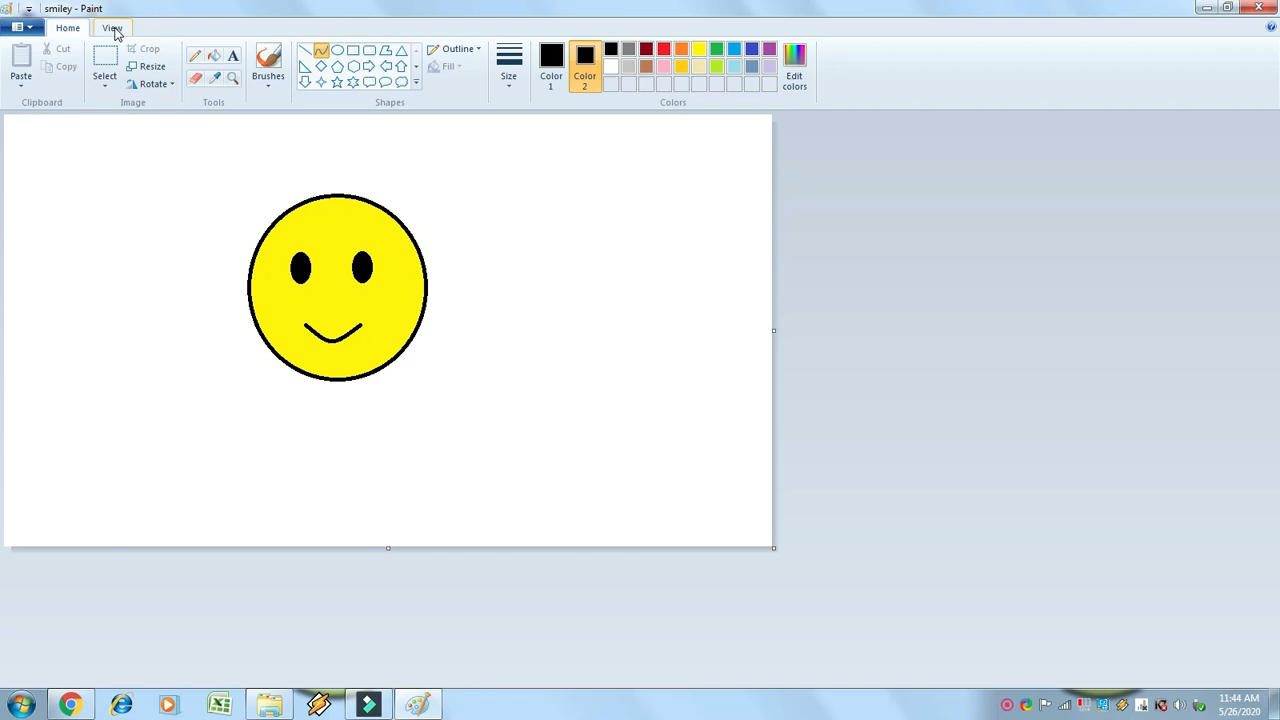 smiley - Paint
Home View
Cut
Copy
Paste
Clipboard
Select
Crop
Resize
Rotate
Image
A
Tools
Brushes
Outline
Fill
Shapes
Size
Color 1
Color 2
Edit colors
Colors
11:44 AM
5/26/2020